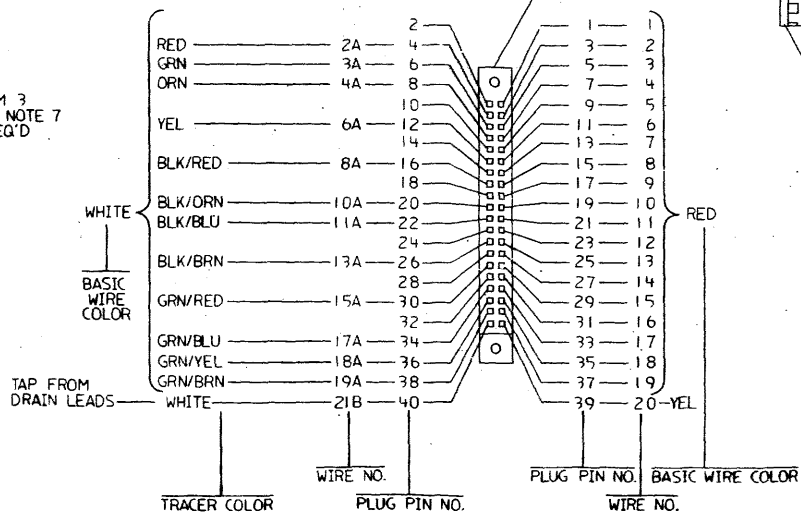 2 1 1
RED 2A 4 3 2
GRN 3A 6 5 3
ORN 4A 8 7 4
M 3
NOTE 7
EQ'D
10 9 5
YEL 6A 12 11 6
14 13 7
BLK/RED 8A 16 15 8
18 17 9
WHITE BLK/ORN 10A 20 19 10 RED
BLK/BLU 11A 22 21 11
24 23 12
BLK/BRN 13A 26 25 13
BASIC
WIRE
COLOR
28 27 14
GRN/RED 15A 30 29 15
32 31 16
GRN/BLU 17A 34 33 17
GRN/YEL 18A 36 35 18
GRN/BRN 19A 38 37 19
TAP FROM
DRAIN LEADS WHITE 21B 40 39 20-YEL
WIRE NO. PLUG PIN NO. BASIC WIRE COLOR
TRACER COLOR PLUG PIN NO. WIRE NO.